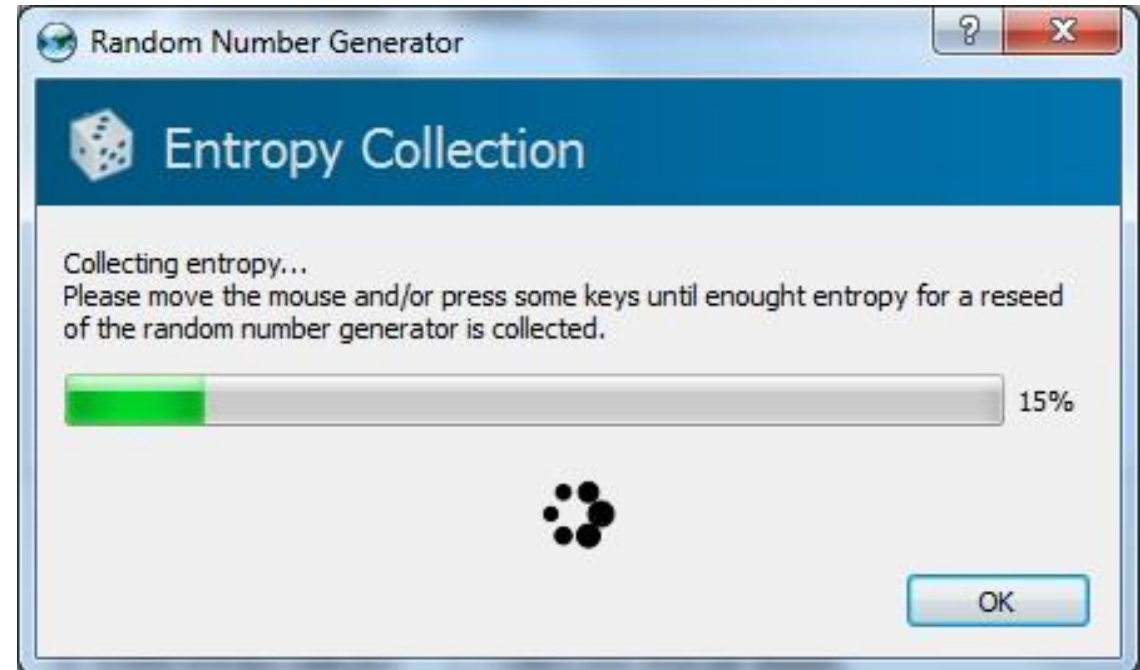 Random Number Generator
Entropy Collection
Collecting entropy...
Please move the mouse and/or press some keys until enought entropy for a reseed
of the random number generator is collected.
15%
OK